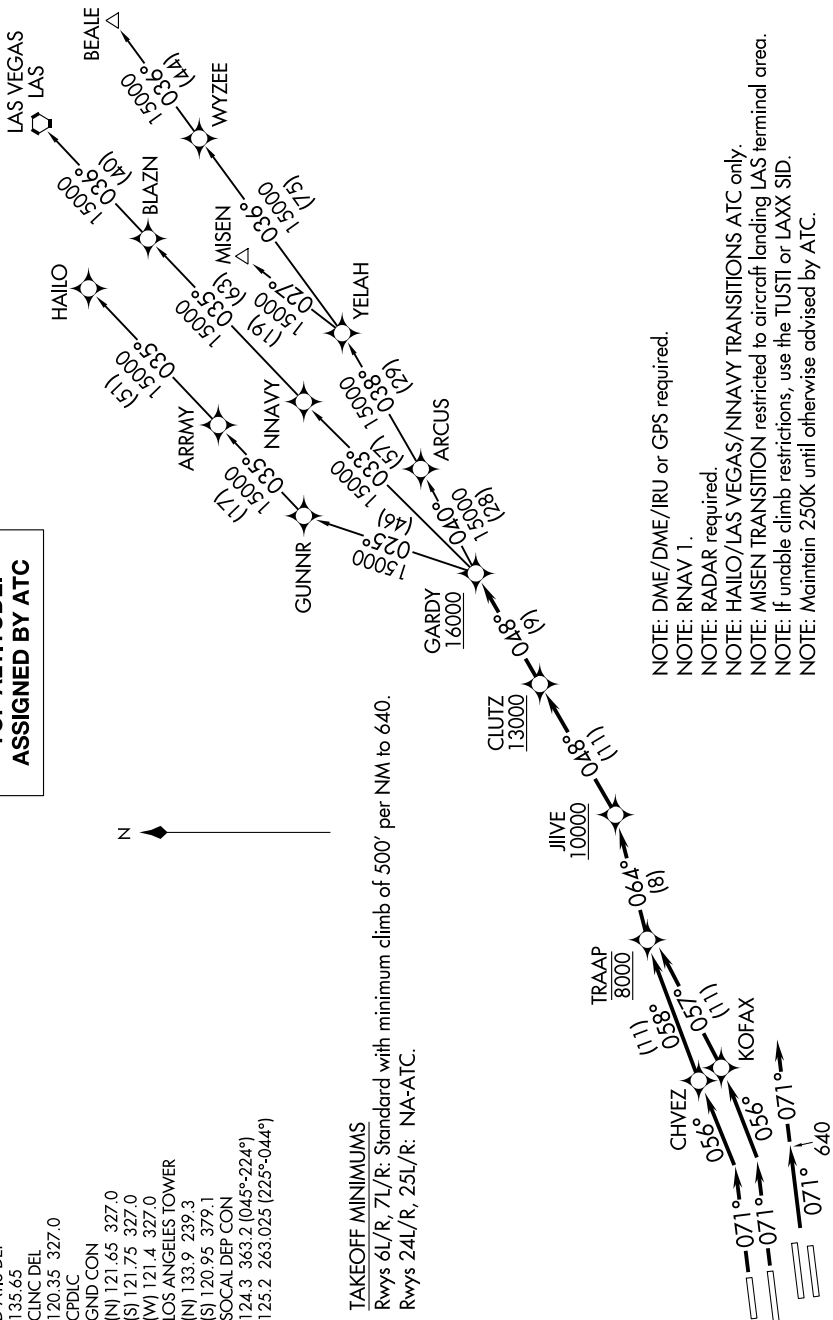 ASSIGNED BY ATC
135.65
CLNC DEL
120.35 327.0
CPDLC
GND CON
(N) 121.65 327.0
(S) 121.75 327.0
(W) 121.4 327.0
LOS ANGELES TOWER
(N) 133.9 239.3
(S) 120.95 379.1
SOCAL DEP CON
124.3 363.2 (045°-224°)
125.2 263.025 (225°-044°)
N
TAKEOFF MINIMUMS
Rwys 6L/R, 7L/R: Standard with minimum climb of 500' per NM to 640.
Rwys 24L/R, 25L/R: NA-ATC.
BEALE
15000
036°
(44)
WYZEE
LAS VEGAS
LAS
15000
036°
(40)
BLAZN
HAILO
(51)
15000
035°
ARRMY
(17)
15000
035°
GUNNR
15000
025°
(46)
NNAVY
15000
035°
(63)
MISEN
(19)
15000
027°
036°
15000
(75)
YELAH
15000
038°
(29)
ARCUS
15000
033°
(57)
040°
15000
(28)
GARDY
16000
048°
(9)
CLUTZ
13000
048°
(11)
JIIVE
10000
064°
(8)
TRAAP
8000
(11)
058°
057°
(11)
CHVEZ
KOFAX
056°
056°
071°
071°
071°
071°
640
NOTE: DME/DME/IRU or GPS required.
NOTE: RNAV 1.
NOTE: RADAR required.
NOTE: HAILO/LAS VEGAS/NNAVY TRANSITIONS ATC only.
NOTE: MISEN TRANSITION restricted to aircraft landing LAS terminal area.
NOTE: If unable climb restrictions, use the TUSTI or LAXX SID.
NOTE: Maintain 250K until otherwise advised by ATC.